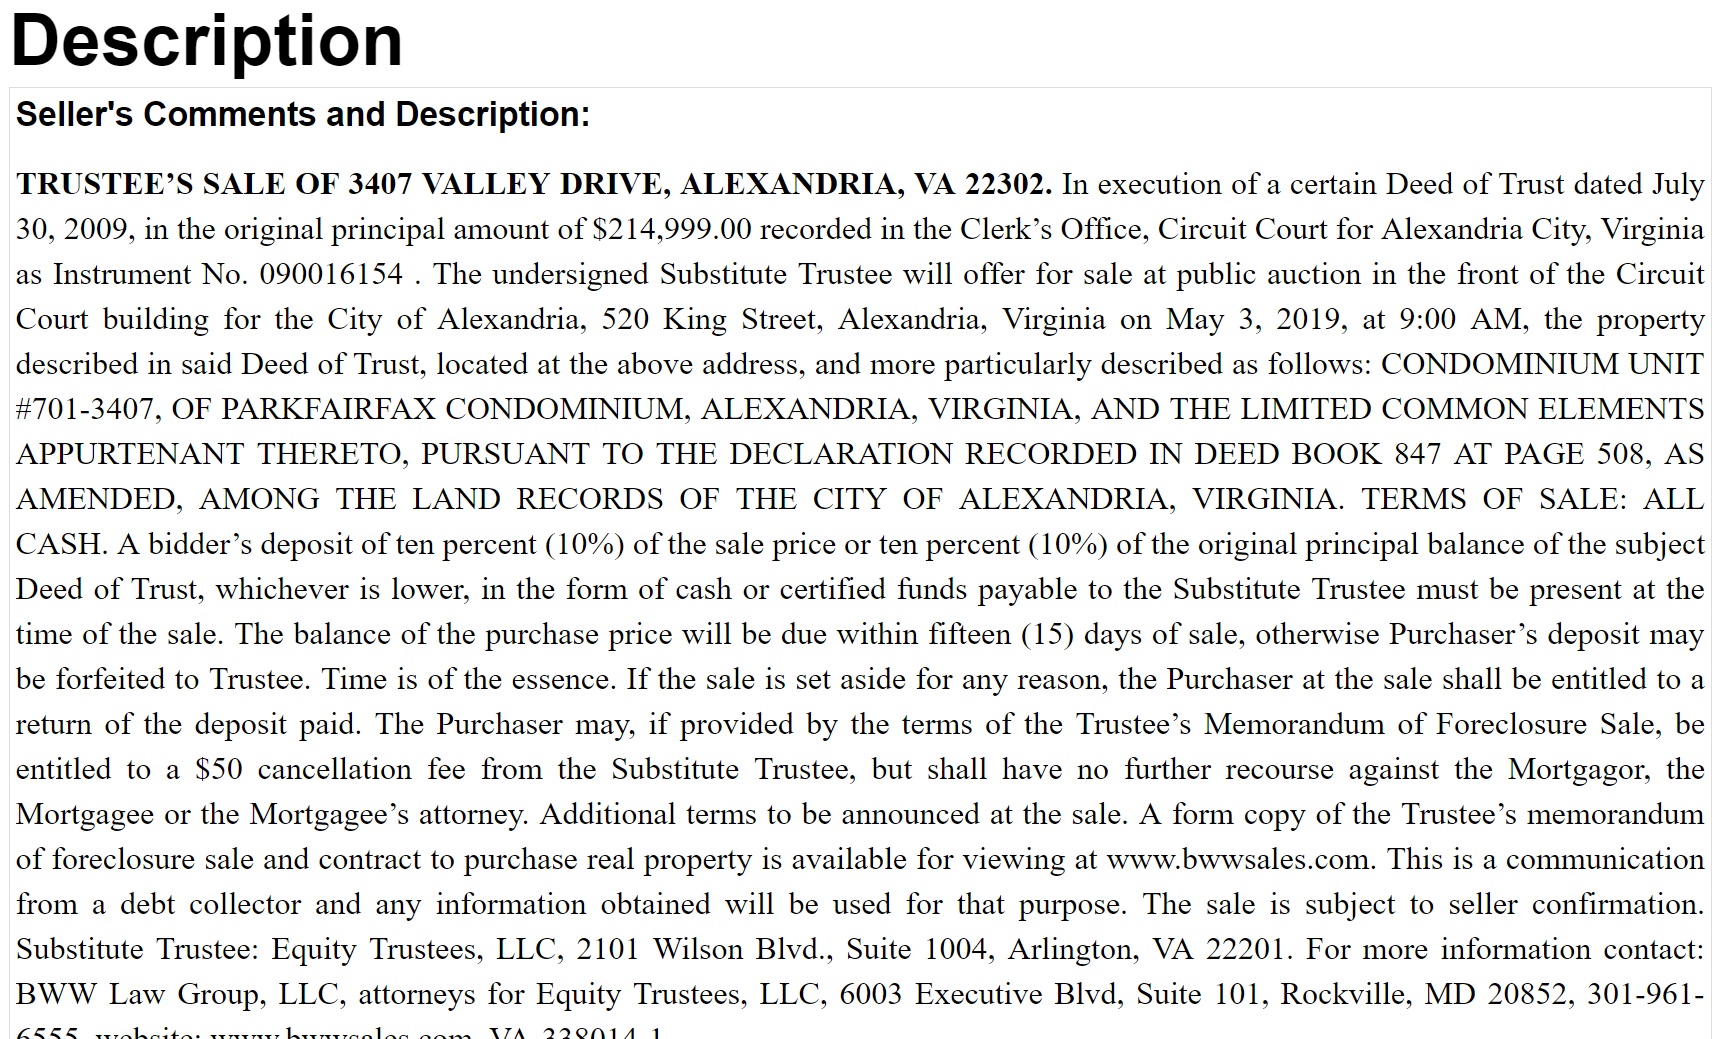 Description
Seller's Comments and Description:
TRUSTEE’S SALE OF 3407 VALLEY DRIVE, ALEXANDRIA, VA 22302. In execution of a certain Deed of Trust dated July
30, 2009, in the original principal amount of $214,999.00 recorded in the Clerk’s Office, Circuit Court for Alexandria City, Virginia
as Instrument No. 090016154 . The undersigned Substitute Trustee will offer for sale at public auction in the front of the Circuit
Court building for the City of Alexandria, 520 King Street, Alexandria, Virginia on May 3, 2019, at 9:00 AM, the property
described in said Deed of Trust, located at the above address, and more particularly described as follows: CONDOMINIUM UNIT
#701-3407, OF PARKFAIRFAX CONDOMINIUM, ALEXANDRIA, VIRGINIA, AND THE LIMITED COMMON ELEMENTS
APPURTENANT THERETO, PURSUANT TO THE DECLARATION RECORDED IN DEED BOOK 847 AT PAGE 508, AS
AMENDED, AMONG THE LAND RECORDS OF THE CITY OF ALEXANDRIA, VIRGINIA. TERMS OF SALE: ALL
CASH. A bidder’s deposit of ten percent (10%) of the sale price or ten percent (10%) of the original principal balance of the subject
Deed of Trust, whichever is lower, in the form of cash or certified funds payable to the Substitute Trustee must be present at the
time of the sale. The balance of the purchase price will be due within fifteen (15) days of sale, otherwise Purchaser’s deposit may
be forfeited to Trustee. Time is of the essence. If the sale is set aside for any reason, the Purchaser at the sale shall be entitled to a
return of the deposit paid. The Purchaser may, if provided by the terms of the Trustee’s Memorandum of Foreclosure Sale, be
entitled to a $50 cancellation fee from the Substitute Trustee, but shall have no further recourse against the Mortgagor, the
Mortgagee or the Mortgagee’s attorney. Additional terms to be announced at the sale. A form copy of the Trustee’s memorandum
of foreclosure sale and contract to purchase real property is available for viewing at www.bwwsales.com. This is a communication
from a debt collector and any information obtained will be used for that purpose. The sale is subject to seller confirmation.
Substitute Trustee: Equity Trustees, LLC, 2101 Wilson Blvd., Suite 1004, Arlington, VA 22201. For more information contact:
BWW Law Group, LLC, attorneys for Equity Trustees, LLC, 6003 Executive Blvd, Suite 101, Rockville, MD 20852, 301-961-
6555, website: www.bwwsales.com. VA-338014-1.